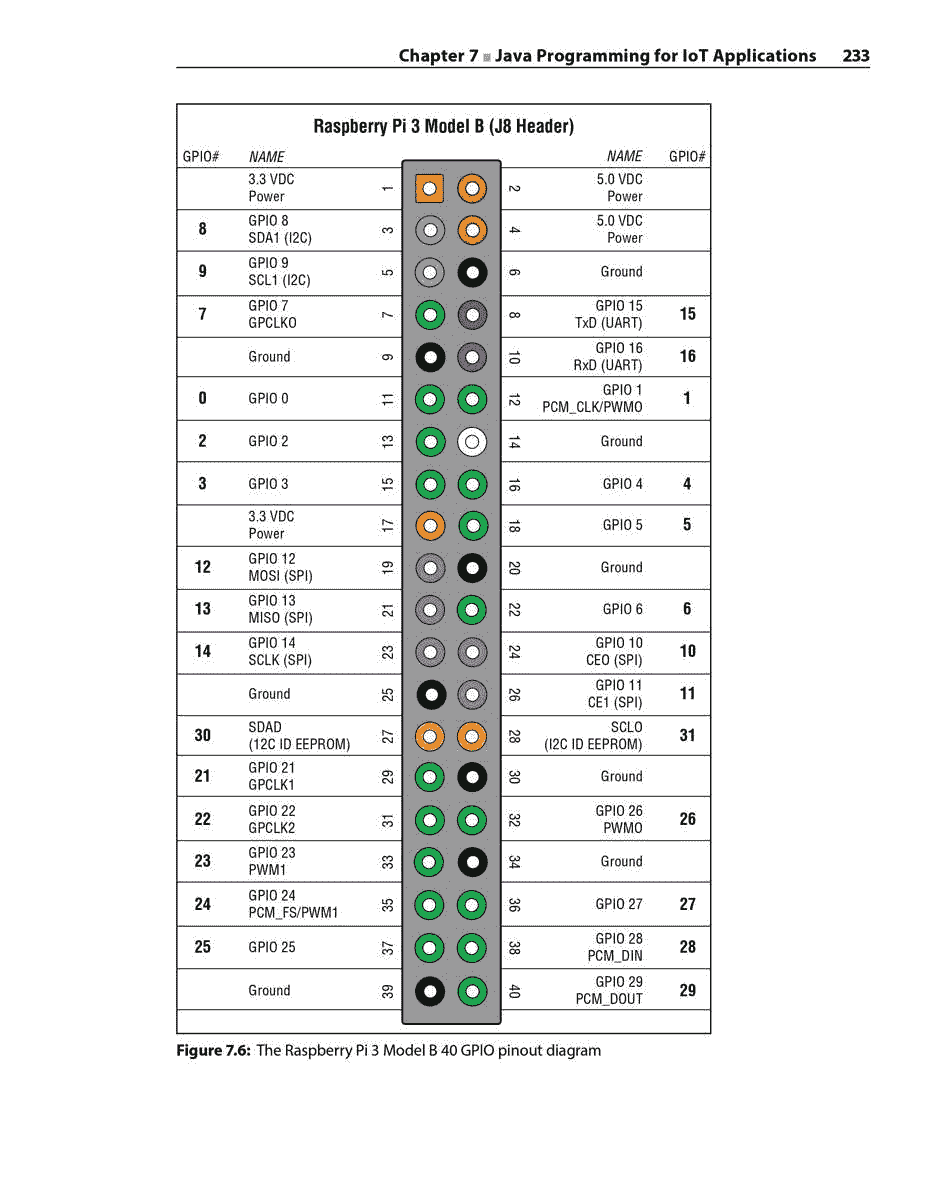 Chapter 7 ■ Java Programming for IoT Applications 233
Raspberry Pi 3 Model B (J8 Header)
GPIO# NAME NAME GPIO#
3.3 VDC
Power 1 2 5.0 VDC
Power
8 GPIO 8
SDA1 (I2C) 3 4 5.0 VDC
Power
9 GPIO 9
SCL1 (I2C) 5 6 Ground
7 GPIO 7
GPCLKO 7 8 GPIO 15
TxD (UART) 15
Ground 9 10 GPIO 16
RxD (UART) 16
0 GPIO 0 11 12 GPIO 1
PCM_CLK/PWMO 1
2 GPIO 2 13 14 Ground
3 GPIO 3 15 16 GPIO 4 4
3.3 VDC
Power 17 18 GPIO 5 5
12 GPIO 12
MOSI (SPI) 19 20 Ground
13 GPIO 13
MISO (SPI) 21 22 GPIO 6 6
14 GPIO 14
SCLK (SPI) 23 24 GPIO 10
CEO (SPI) 10
Ground 25 26 GPIO 11
CE1 (SPI) 11
30 SDAD
(12C ID EEPROM) 27 28 SCLO
(I2C ID EEPROM) 31
21 GPIO 21
GPCLK1 29 30 Ground
22 GPIO 22
GPCLK2 31 32 GPIO 26
PWMO 26
23 GPIO 23
PWM1 33 34 Ground
24 GPIO 24
PCM_FS/PWM1 35 36 GPIO 27 27
25 GPIO 25 37 38 GPIO 28
PCM_DIN 28
Ground 39 40 GPIO 29
PCM_DOUT 29
Figure 7.6: The Raspberry Pi 3 Model B 40 GPIO pinout diagram